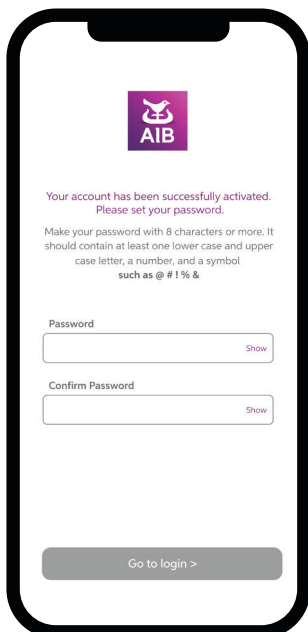 AIB
Your account has been successfully activated.
Please set your password.
Make your password with 8 characters or more. It
should contain at least one lower case and upper
case letter, a number, and a symbol
such as @ # ! % &
Password
Show
Confirm Password
Show
Go to login >